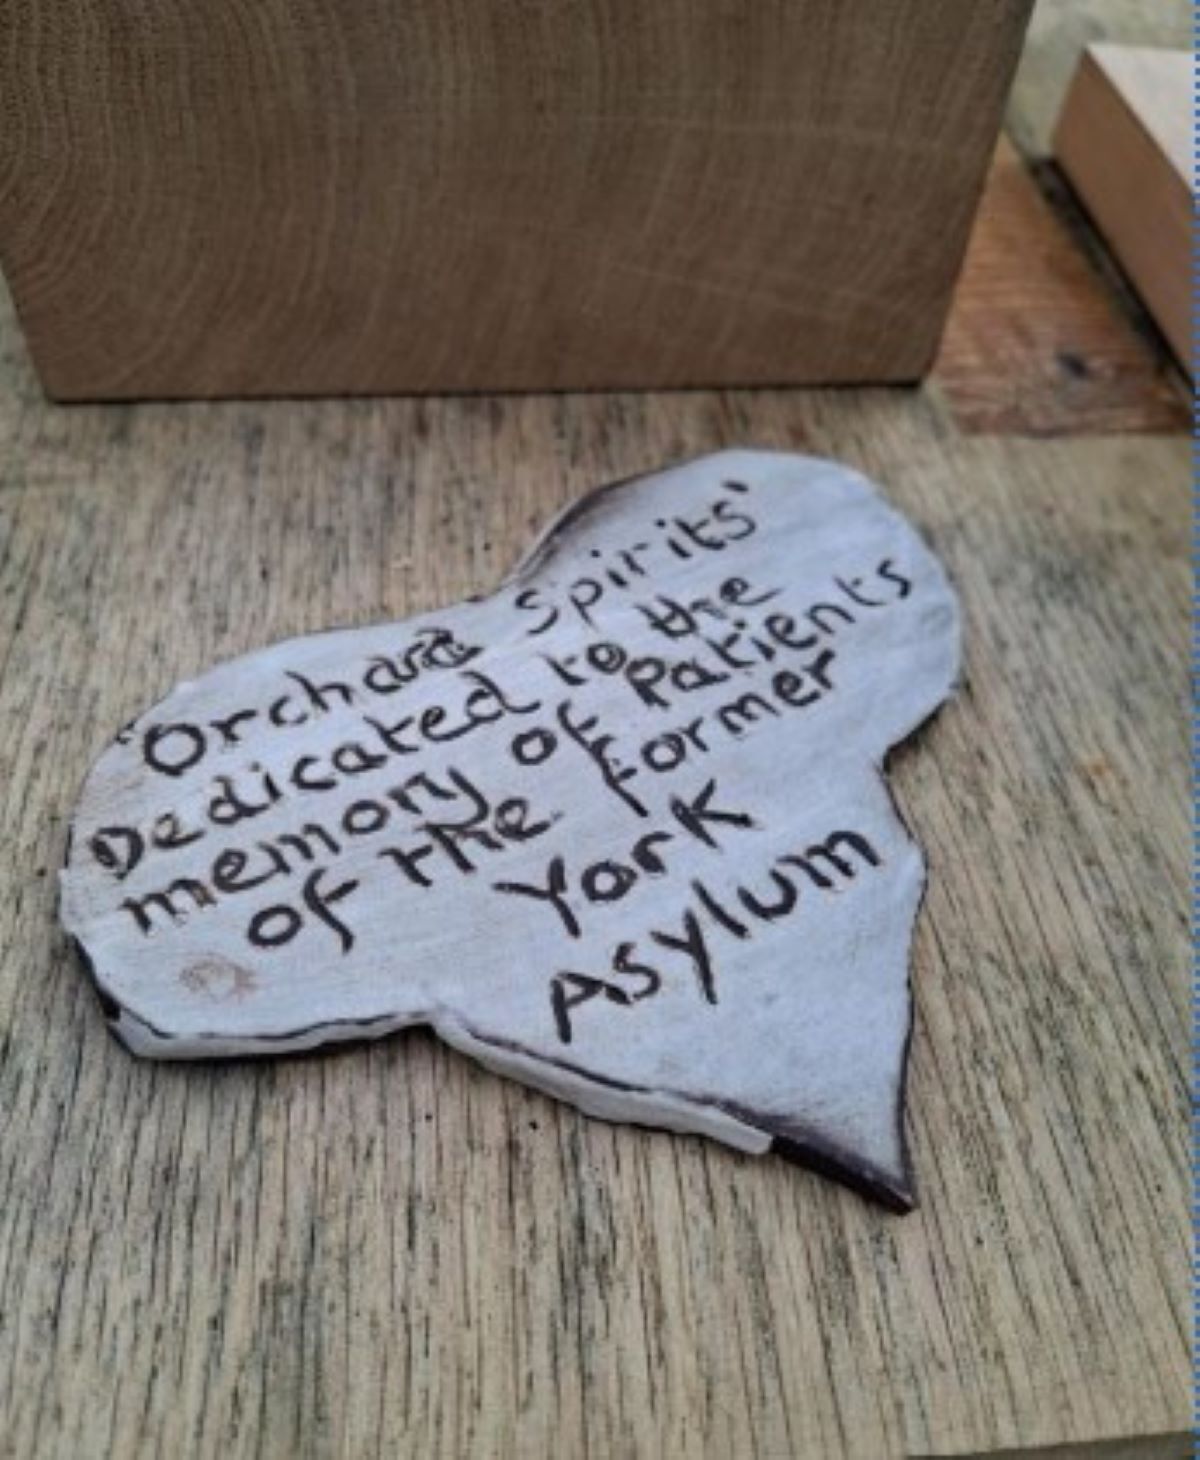 'Orchard Spirits'
Dedicated to the
memory of patients
of the former
York
Asylum